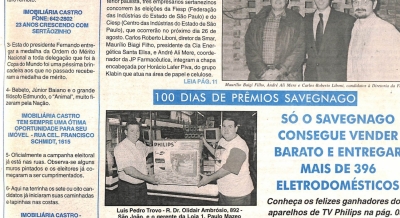 IMOBILIÁRIA CASTRO
FONE: 642-2602
23 ANOS CRESCENDO COM
SERTÃOZINHO
3- Esta do presidente Fernando entre-
ga a medalha da Ordem do Mérito
Nacional a toda delegação que foi à
Copa do Mundo foi uma péssima brin-
cadeira aos que no passado recebe-
ram a medalha de mérito.
4- Bebeto, Júnior Baiano e o grande
filósofo Edmundo, o "Animal", muito fi-
zeram pela Nação.
IMOBILIÁRIA CASTRO
TEM SEMPRE UMA ÓTIMA
OPORTUNIDADE PARA SEU
IMÓVEL - RUA CEL. FRANCISCO
SCHMIDT, 1615
5- Oficialmente a campanha eleitoral
já está nas ruas. Observa-se alguns
muros pintados e os eleitores já co-
meçaram a ser cumprimentados.
6- Aqui na terrinha os sete ou oito can-
didatos já iniciaram suas caminhadas
e estão animados.
IMOBILIÁRIA CASTRO -
teira paulista, três empresários sertanezinos
concorrem às eleições da Fiesp (Federação
das Indústrias do Estado de São Paulo) e do
Ciesp (Centro das Indústrias do Estado de São
Paulo), que ocorrerão no próximo dia 26 de
agosto. Carlos Roberto Liboni, diretor da Smar,
Maurílio Biagi Filho, presidente da Cia Ener-
gética Santa Elisa, e André Ali Mere, coorde-
nador da JP Farmacêutica, integram a chapa
encabeçada por Horácio Lafer Piva, do grupo
Klabin que atua na área de papel e celulose.
LEIA PÁG. 11
Maurílio Biagi Filho, André Ali Mere e Carlos Roberto Liboni, candidatos à Diretoria da
100 DIAS DE PRÊMIOS SAVEGNAGO
PHILIPS
Luís Pedro Trovo - R. Dr. Olidair Ambrósio, 892 -
São João, e o gerente da Loja 1, Paulo Mazeo
SÓ O SAVEGNAGO
CONSEGUE VENDER
BARATO E ENTREGAR
MAIS DE 396
ELETRODOMÉSTICOS
Conheça os felizes ganhadores do
aparelhos de TV Philips na pág. 0